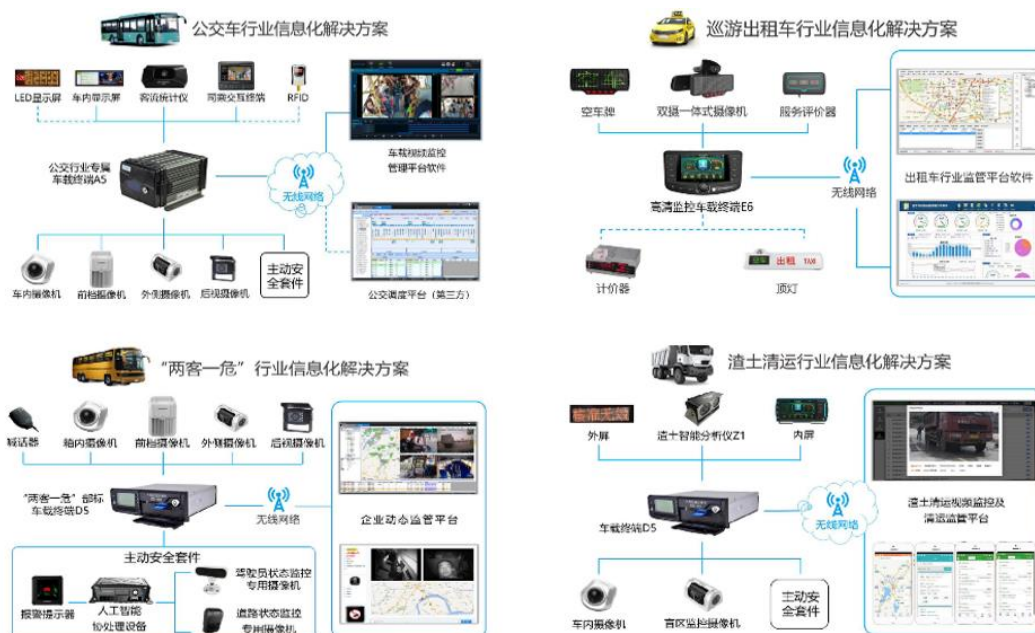 公交车行业信息化解决方案
LED显示屏
车内显示屏
客流统计仪
司乘交互终端
RFID
公交行业专属
车载终端A5
无线网络
车载视频监控
管理平台软件
车内摄像机
前档摄像机
外侧摄像机
后视摄像机
主动安
全套件
公交调度平台（第三方）
巡游出租车行业信息化解决方案
空车牌
双摄一体式摄像机
服务评价器
高清监控车载终端E6
无线网络
出租车行业监管平台软件
计价器
出租 TAXI
顶灯
“两客一危”行业信息化解决方案
喊话器
箱内摄像机
前档摄像机
外侧摄像机
后视摄像机
“两客一危”部标
车载终端D5
无线网络
企业动态监管平台
主动安全套件
报警提示器
人工智能
协处理设备
驾驶员状态监控
专用摄像机
道路状态监控
专用摄像机
渣土清运行业信息化解决方案
外屏
渣土智能分析仪Z1
内屏
车载终端D5
无线网络
渣土清运视频监控及
清运监管平台
车内摄像机
盲区监控摄像机
主动安
全套件